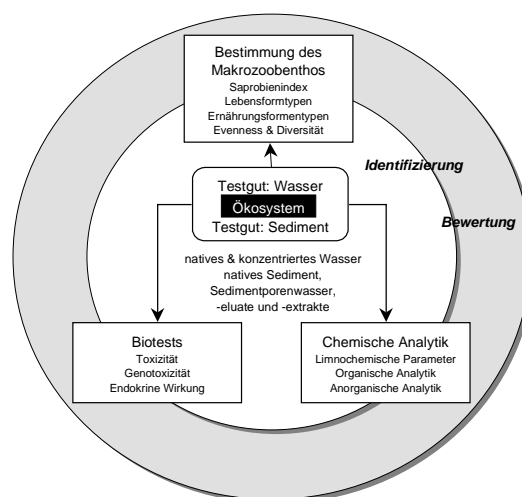 Bestimmung des
Makrozoobenthos
Saprobienindex
Lebensformtypen
Ernährungsformentypen
Evenness & Diversität
Identifizierung
Bewertung
Testgut: Wasser
Ökosystem
Testgut: Sediment
natives & konzentriertes Wasser
natives Sediment,
Sedimentporenwasser,
-eluate und -extrakte
Biotests
Toxizität
Genotoxizität
Endokrine Wirkung
Chemische Analytik
Limnochemische Parameter
Organische Analytik
Anorganische Analytik